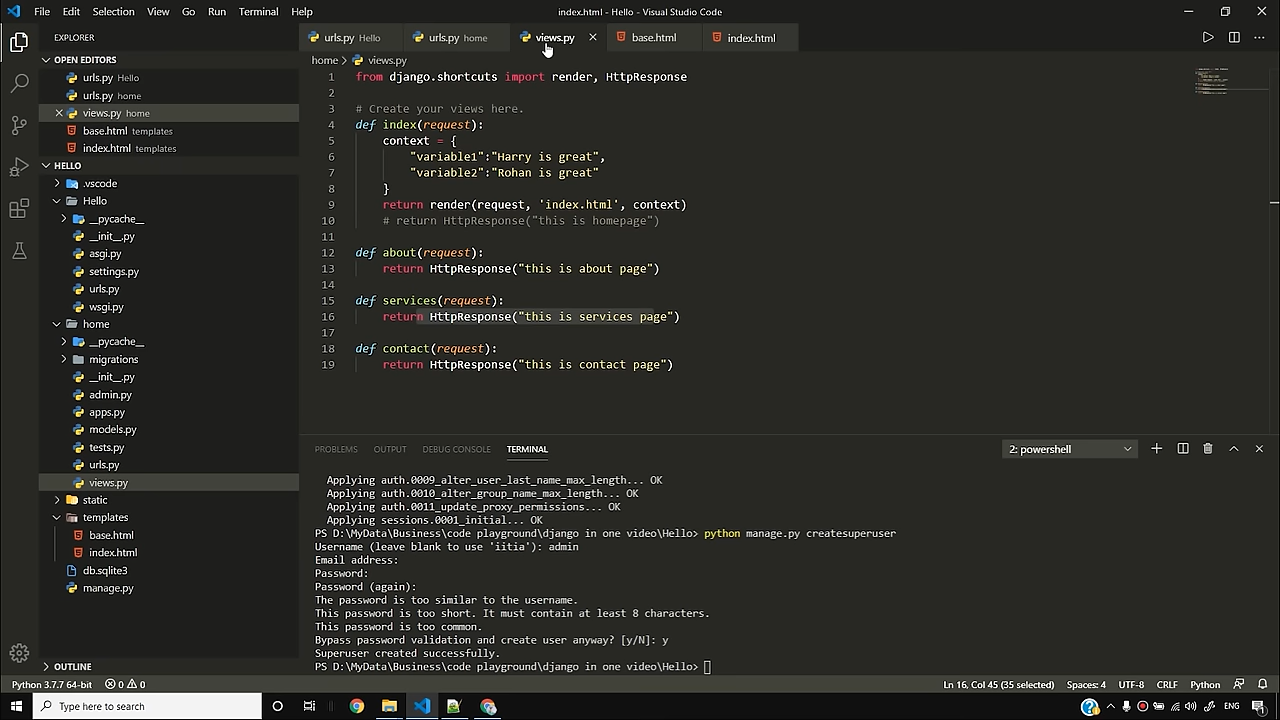 File Edit Selection View Go Run Terminal Help
index.html - Hello - Visual Studio Code
EXPLORER
OPEN EDITORS
urls.py Hello
urls.py home
views.py home
base.html templates
index.html templates
HELLO
.vscode
Hello
__pycache__
__init__.py
asgi.py
settings.py
urls.py
wsgi.py
home
__pycache__
migrations
__init__.py
admin.py
apps.py
models.py
tests.py
urls.py
views.py
static
templates
base.html
index.html
db.sqlite3
manage.py
OUTLINE
urls.py Hello
urls.py home
views.py
base.html
index.html
home > views.py
1 from django.shortcuts import render, HttpResponse
2
3 # Create your views here.
4 def index(request):
5 context = {
6 "variable1":"Harry is great",
7 "variable2":"Rohan is great"
8 }
9 return render(request, 'index.html', context)
10 # return HttpResponse("this is homepage")
11
12 def about(request):
13 return HttpResponse("this is about page")
14
15 def services(request):
16 return HttpResponse("this is services page")
17
18 def contact(request):
19 return HttpResponse("this is contact page")
PROBLEMS OUTPUT DEBUG CONSOLE TERMINAL
2: powershell
Applying auth.0009_alter_user_last_name_max_length... OK
Applying auth.0010_alter_group_name_max_length... OK
Applying auth.0011_update_proxy_permissions... OK
Applying sessions.0001_initial... OK
PS D:\MyData\Business\code playground\django in one video\Hello> python manage.py createsuperuser
Username (leave blank to use 'iitia'): admin
Email address:
Password:
Password (again):
The password is too similar to the username.
This password is too short. It must contain at least 8 characters.
This password is too common.
Bypass password validation and create user anyway? [y/N]: y
Superuser created successfully.
PS D:\MyData\Business\code playground\django in one video\Hello>
Python 3.7.7 64-bit
0 0
Ln 16, Col 45 (35 selected) Spaces: 4 UTF-8 CRLF Python
Type here to search
ENG